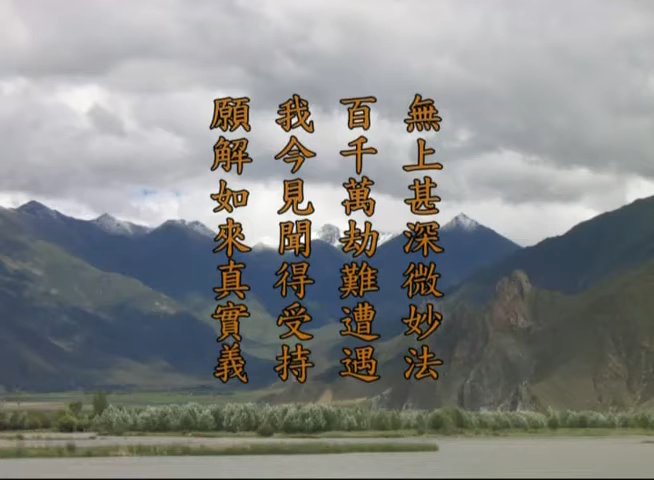 無上甚深微妙法
百千萬劫難遭遇
我今見聞得受持
願解如來真實義